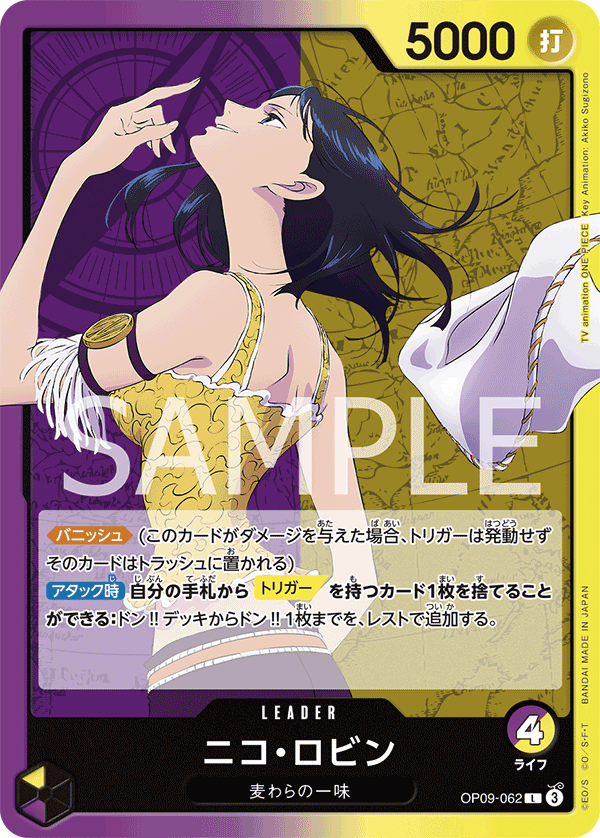 5000 打
TV animation ONE PIECE Key Animation: Akiko Sugizono
SAMPLE
バニッシュ (このカードがダメージを与えた場合、トリガーは発動せず
そのカードはトラッシュに置かれる)
アタック時 自分の手札から トリガー を持つカード1枚を捨てること
ができる:ドン!!デッキからドン!!1枚までを、レストで追加する。
LEADER
ニコ・ロビン
麦わらの一味
4
ライフ
OP09-062 L 3
©EO/S ©O/S・F・T BANDAI MADE IN JAPAN